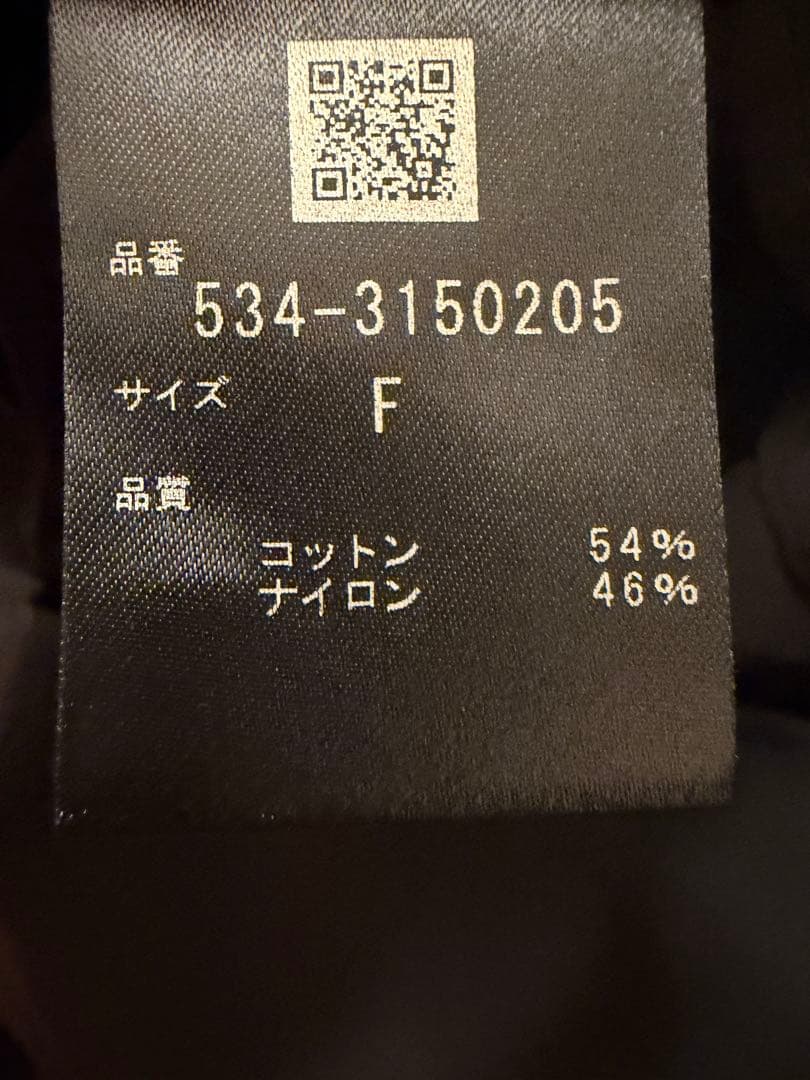 品番
534-3150205
サイズ F
品質
コットン 54%
ナイロン 46%